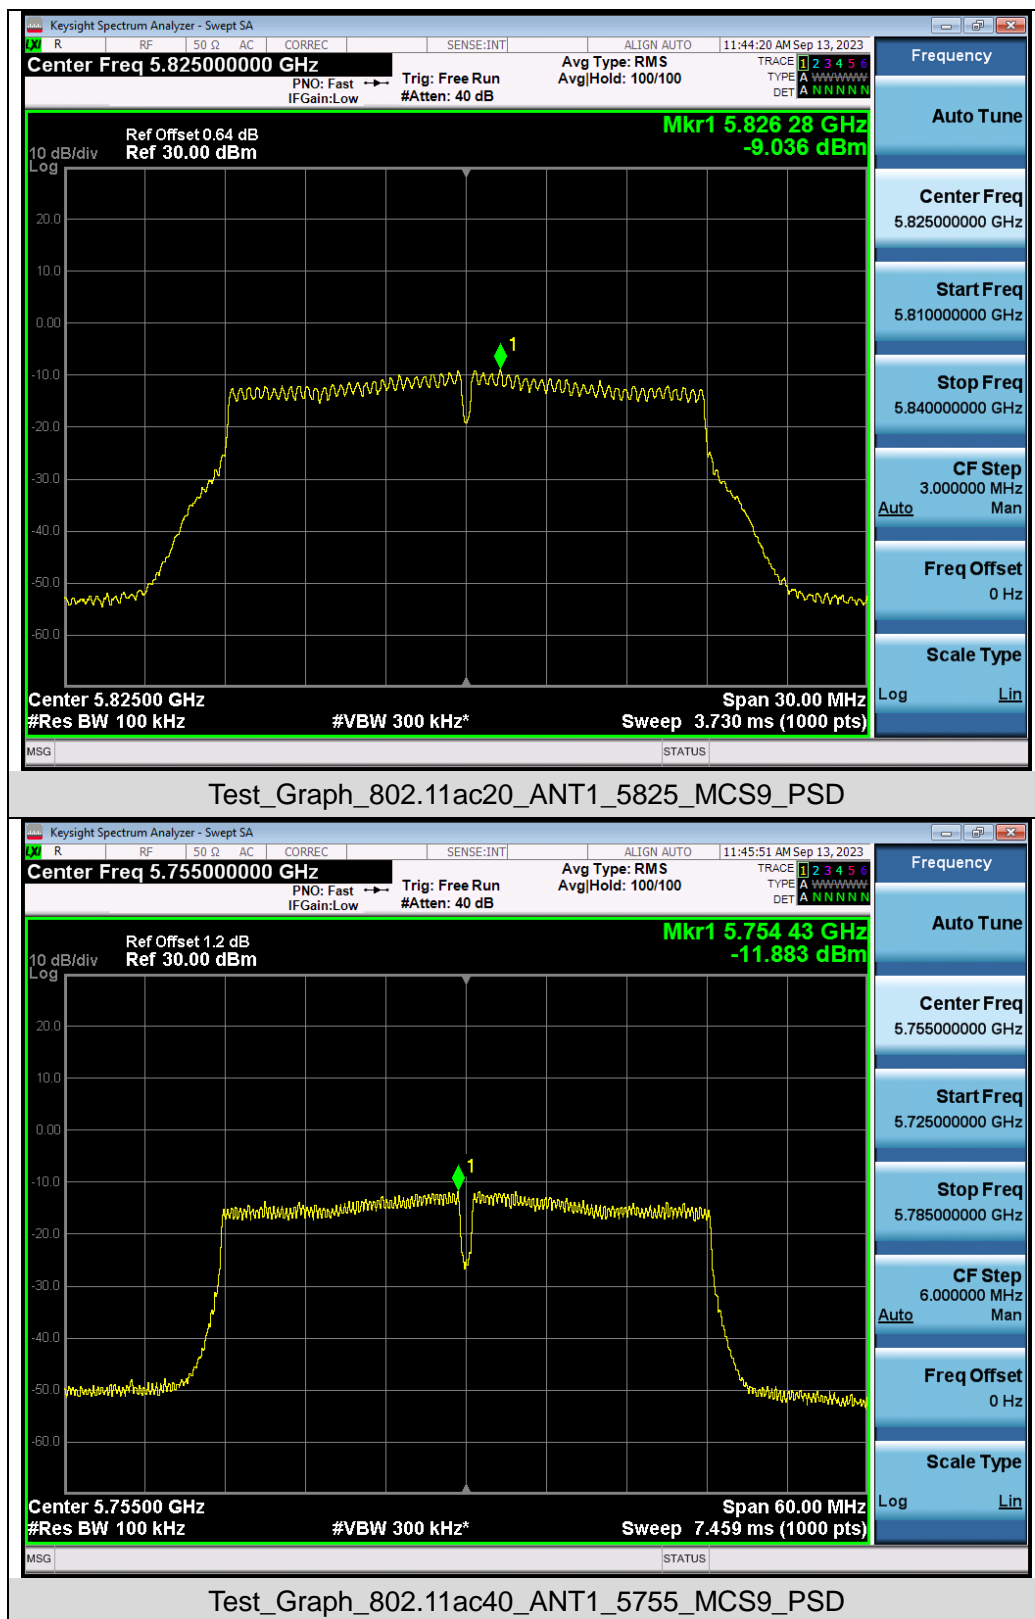 Keysight Spectrum Analyzer - Swept SA
LXI R RF 50 Ω AC CORREC SENSE:INT ALIGN AUTO 11:44:20 AM Sep 13, 2023
Center Freq 5.825000000 GHz
PNO: Fast
IFGain:Low
Trig: Free Run
#Atten: 40 dB
Avg Type: RMS
Avg|Hold: 100/100
TRACE 1 2 3 4 5 6
TYPE A WWWWW
DET A N N N N N
Frequency
Mkr1 5.826 28 GHz
-9.036 dBm
Ref Offset 0.64 dB
10 dB/div Ref 30.00 dBm
Log
20.0
10.0
0.00
-10.0
-20.0
-30.0
-40.0
-50.0
-60.0
1
Center 5.82500 GHz Span 30.00 MHz
#Res BW 100 kHz #VBW 300 kHz* Sweep 3.730 ms (1000 pts)
MSG STATUS
Auto Tune
Center Freq
5.825000000 GHz
Start Freq
5.810000000 GHz
Stop Freq
5.840000000 GHz
CF Step
3.000000 MHz
Auto Man
Freq Offset
0 Hz
Scale Type
Log Lin
Test_Graph_802.11ac20_ANT1_5825_MCS9_PSD
Keysight Spectrum Analyzer - Swept SA
LXI R RF 50 Ω AC CORREC SENSE:INT ALIGN AUTO 11:45:51 AM Sep 13, 2023
Center Freq 5.755000000 GHz
PNO: Fast
IFGain:Low
Trig: Free Run
#Atten: 40 dB
Avg Type: RMS
Avg|Hold: 100/100
TRACE 1 2 3 4 5 6
TYPE A WWWWW
DET A N N N N N
Frequency
Mkr1 5.754 43 GHz
-11.883 dBm
Ref Offset 1.2 dB
10 dB/div Ref 30.00 dBm
Log
20.0
10.0
0.00
-10.0
-20.0
-30.0
-40.0
-50.0
-60.0
1
Center 5.75500 GHz Span 60.00 MHz
#Res BW 100 kHz #VBW 300 kHz* Sweep 7.459 ms (1000 pts)
MSG STATUS
Auto Tune
Center Freq
5.755000000 GHz
Start Freq
5.725000000 GHz
Stop Freq
5.785000000 GHz
CF Step
6.000000 MHz
Auto Man
Freq Offset
0 Hz
Scale Type
Log Lin
Test_Graph_802.11ac40_ANT1_5755_MCS9_PSD